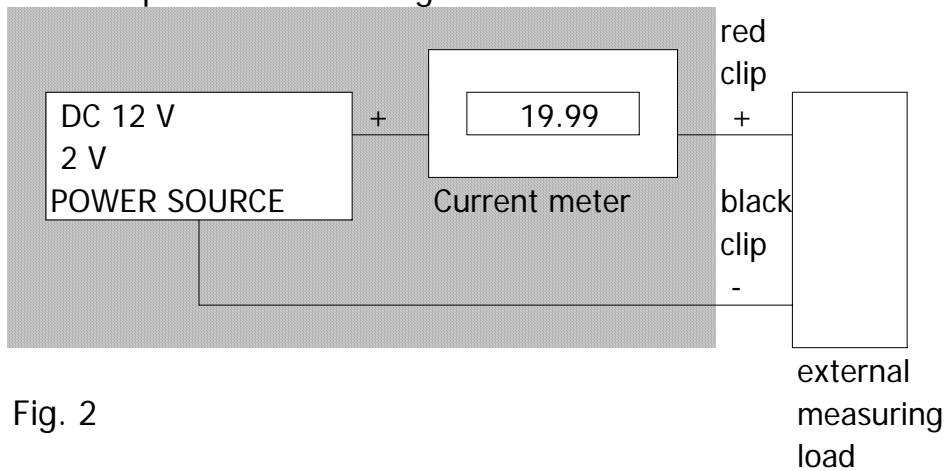 red
clip
DC 12 V
2 V
POWER SOURCE
+
19.99
+
Current meter
black
clip
-
external
measuring
load
Fig. 2